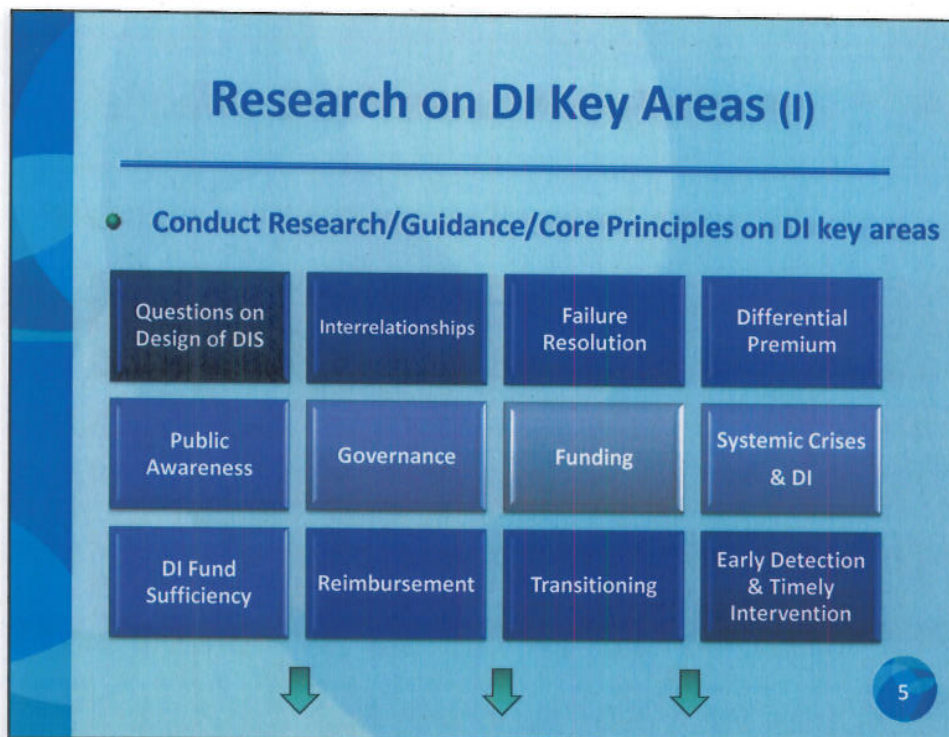 Research on DI Key Areas (I)
Conduct Research/Guidance/Core Principles on DI key areas
Questions on
Design of DIS
Interrelationships
Failure
Resolution
Differential
Premium
Public
Awareness
Governance
Funding
Systemic Crises
& DI
DI Fund
Sufficiency
Reimbursement
Transitioning
Early Detection
& Timely
Intervention
5